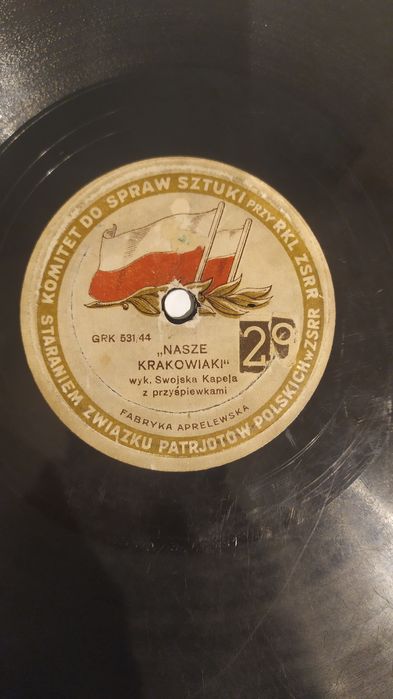 KOMITET DO SPRAW SZTUKI PRZY RKL ZSRR
STARANIEM ZWIĄZKU PATRJOTÓW POLSKICH W ZSRR
GRK 531/44
29
„NASZE
KRAKOWIAKI"
wyk. Swojska Kapela
z przyśpiewkami
FABRYKA APRELEWSKA